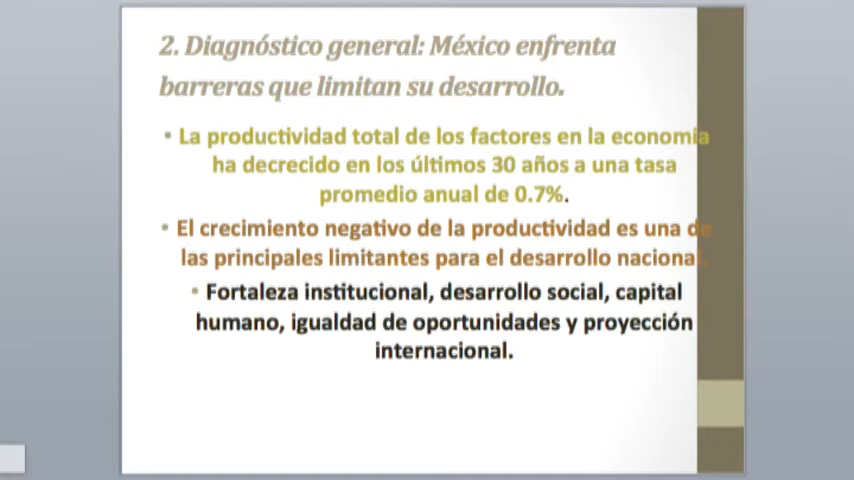 2. Diagnóstico general: México enfrenta
barreras que limitan su desarrollo.
• La productividad total de los factores en la economía
ha decrecido en los últimos 30 años a una tasa
promedio anual de 0.7%.
• El crecimiento negativo de la productividad es una de
las principales limitantes para el desarrollo nacional.
• Fortaleza institucional, desarrollo social, capital
humano, igualdad de oportunidades y proyección
internacional.